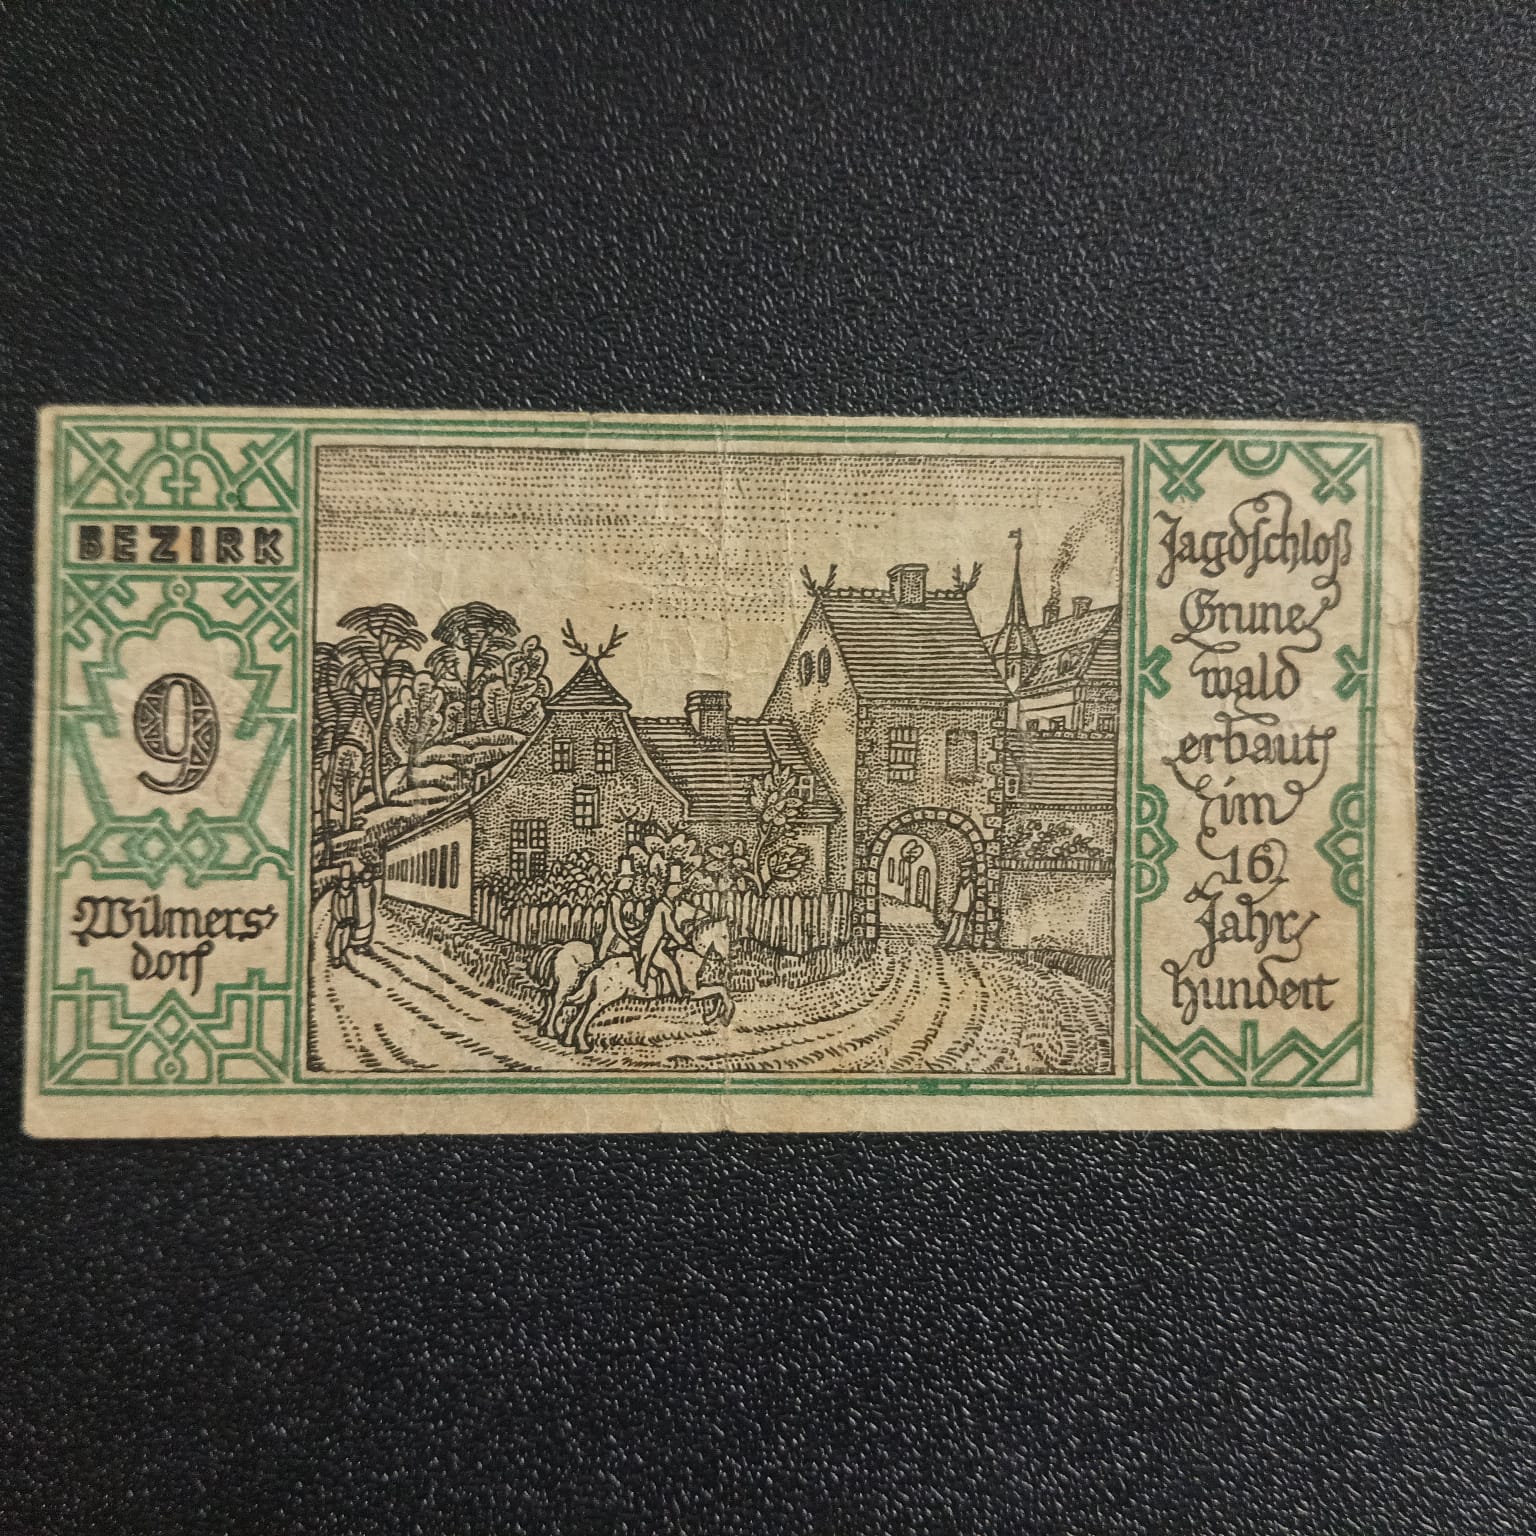 BEZIRK
9
Wilmers-
dorf
Jagdschloß
Grune-
wald
erbaut
im
16.
Jahr-
hundert